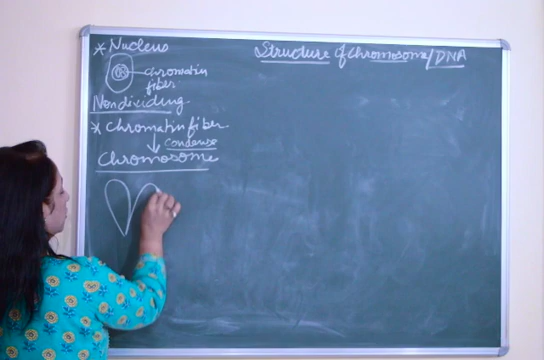 Structure of Chromosome/DNA
* Nucleus
chromatin
fiber
Nondividing
* Chromatin fiber
condense
Chromosome